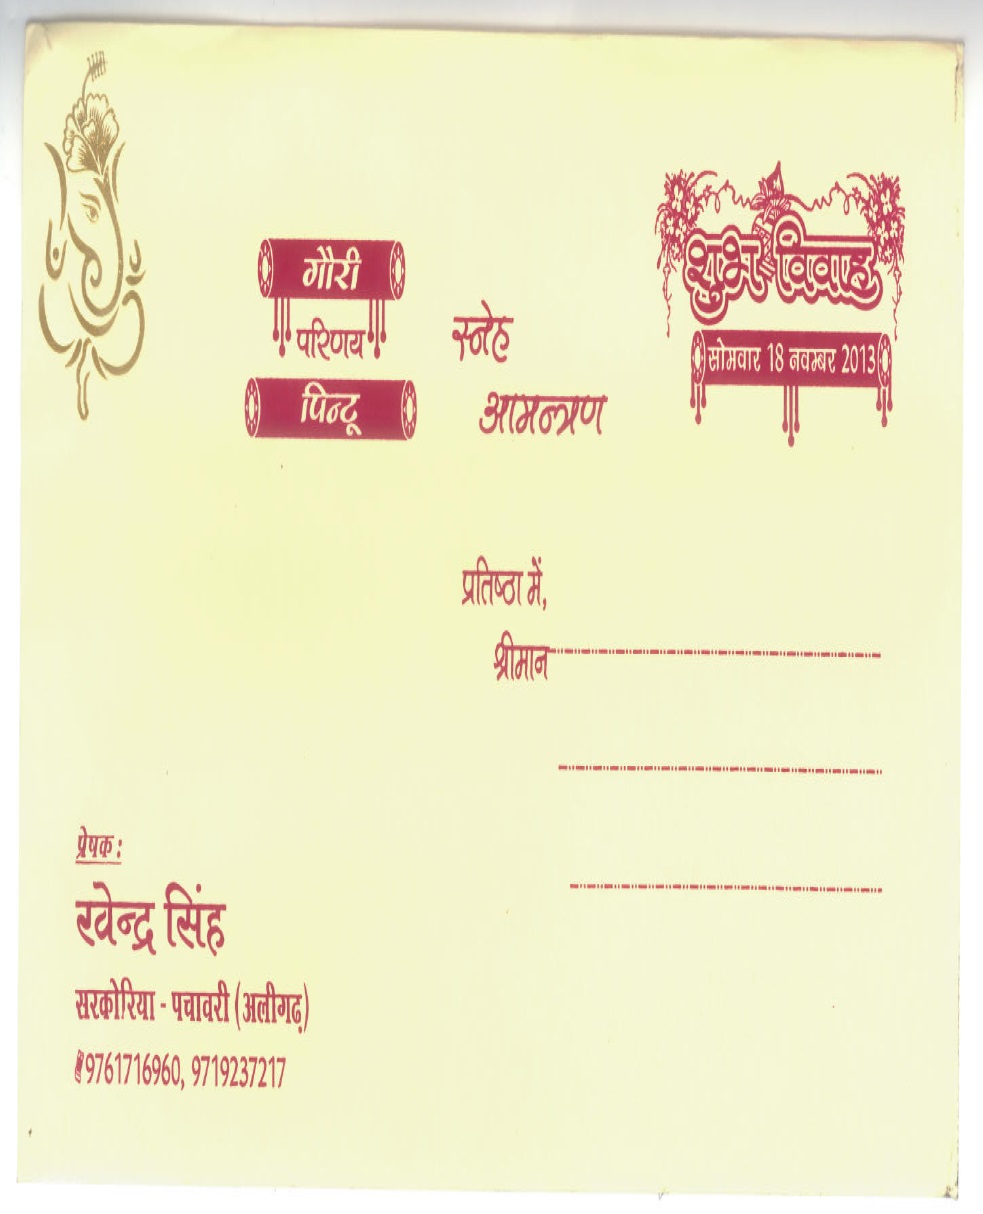 गौरी
परिणय
पिन्टू
स्नेह
आमन्त्रण
शुभ विवाह
सोमवार 18 नवम्बर 2013
प्रतिष्ठा में,
श्रीमान
प्रेषक :
रवेन्द्र सिंह
सरकोरिया - पचावरी (अलीगढ़)
9761716960, 9719237217